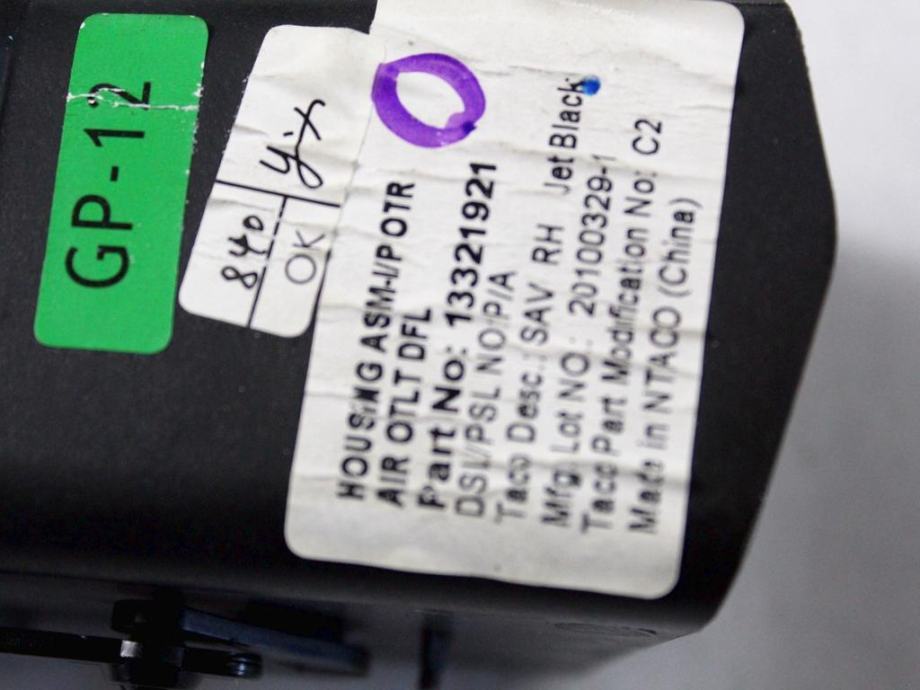 GP-12
840 yix
OK
HOUSING ASM-I/P OTR
AIR OTLT DFL
Part No: 13321921
DSL/PSL NO P/A
Taco Desc.: SAV RH Jet Black
Mfg Lot NO.: 20100329-1
Taco Part Modification No: C2
Made in NTACO (China)